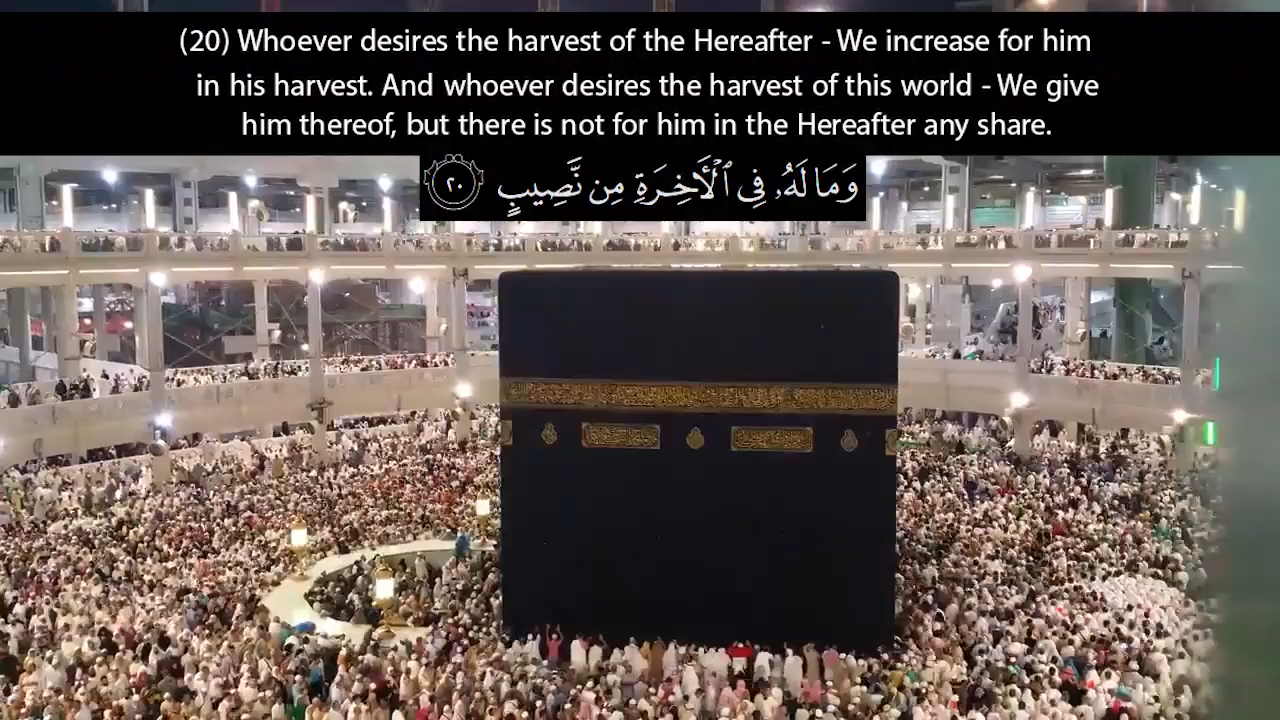 (20) Whoever desires the harvest of the Hereafter - We increase for him
in his harvest. And whoever desires the harvest of this world - We give
him thereof, but there is not for him in the Hereafter any share.
وَمَا لَهُۥ فِى ٱلْـَٔاخِرَةِ مِن نَّصِيبٍ ٢٠